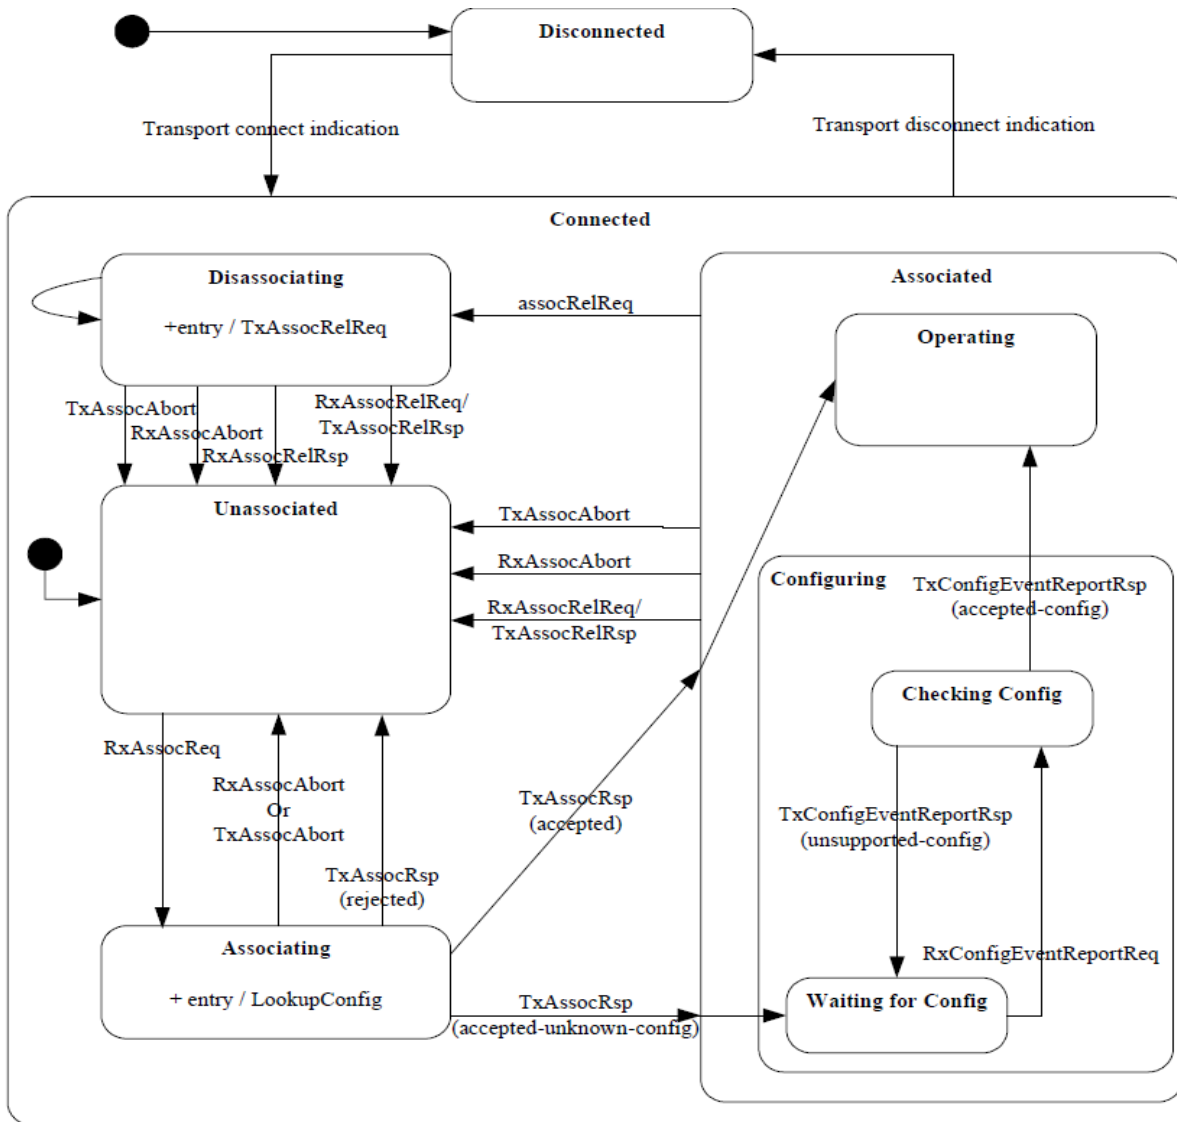 Disconnected
Transport connect indication
Transport disconnect indication
Connected
Disassociating
+entry / TxAssocRelReq
assocRelReq
Associated
Operating
TxAssocAbort
RxAssocAbort
RxAssocRelRsp
RxAssocRelReq/
TxAssocRelRsp
Unassociated
TxAssocAbort
RxAssocAbort
RxAssocRelReq/
TxAssocRelRsp
Configuring
TxConfigEventReportRsp
(accepted-config)
Checking Config
RxAssocReq
RxAssocAbort
Or
TxAssocAbort
TxAssocRsp
(rejected)
TxAssocRsp
(accepted)
TxConfigEventReportRsp
(unsupported-config)
RxConfigEventReportReq
Associating
+ entry / LookupConfig
TxAssocRsp
(accepted-unknown-config)
Waiting for Config